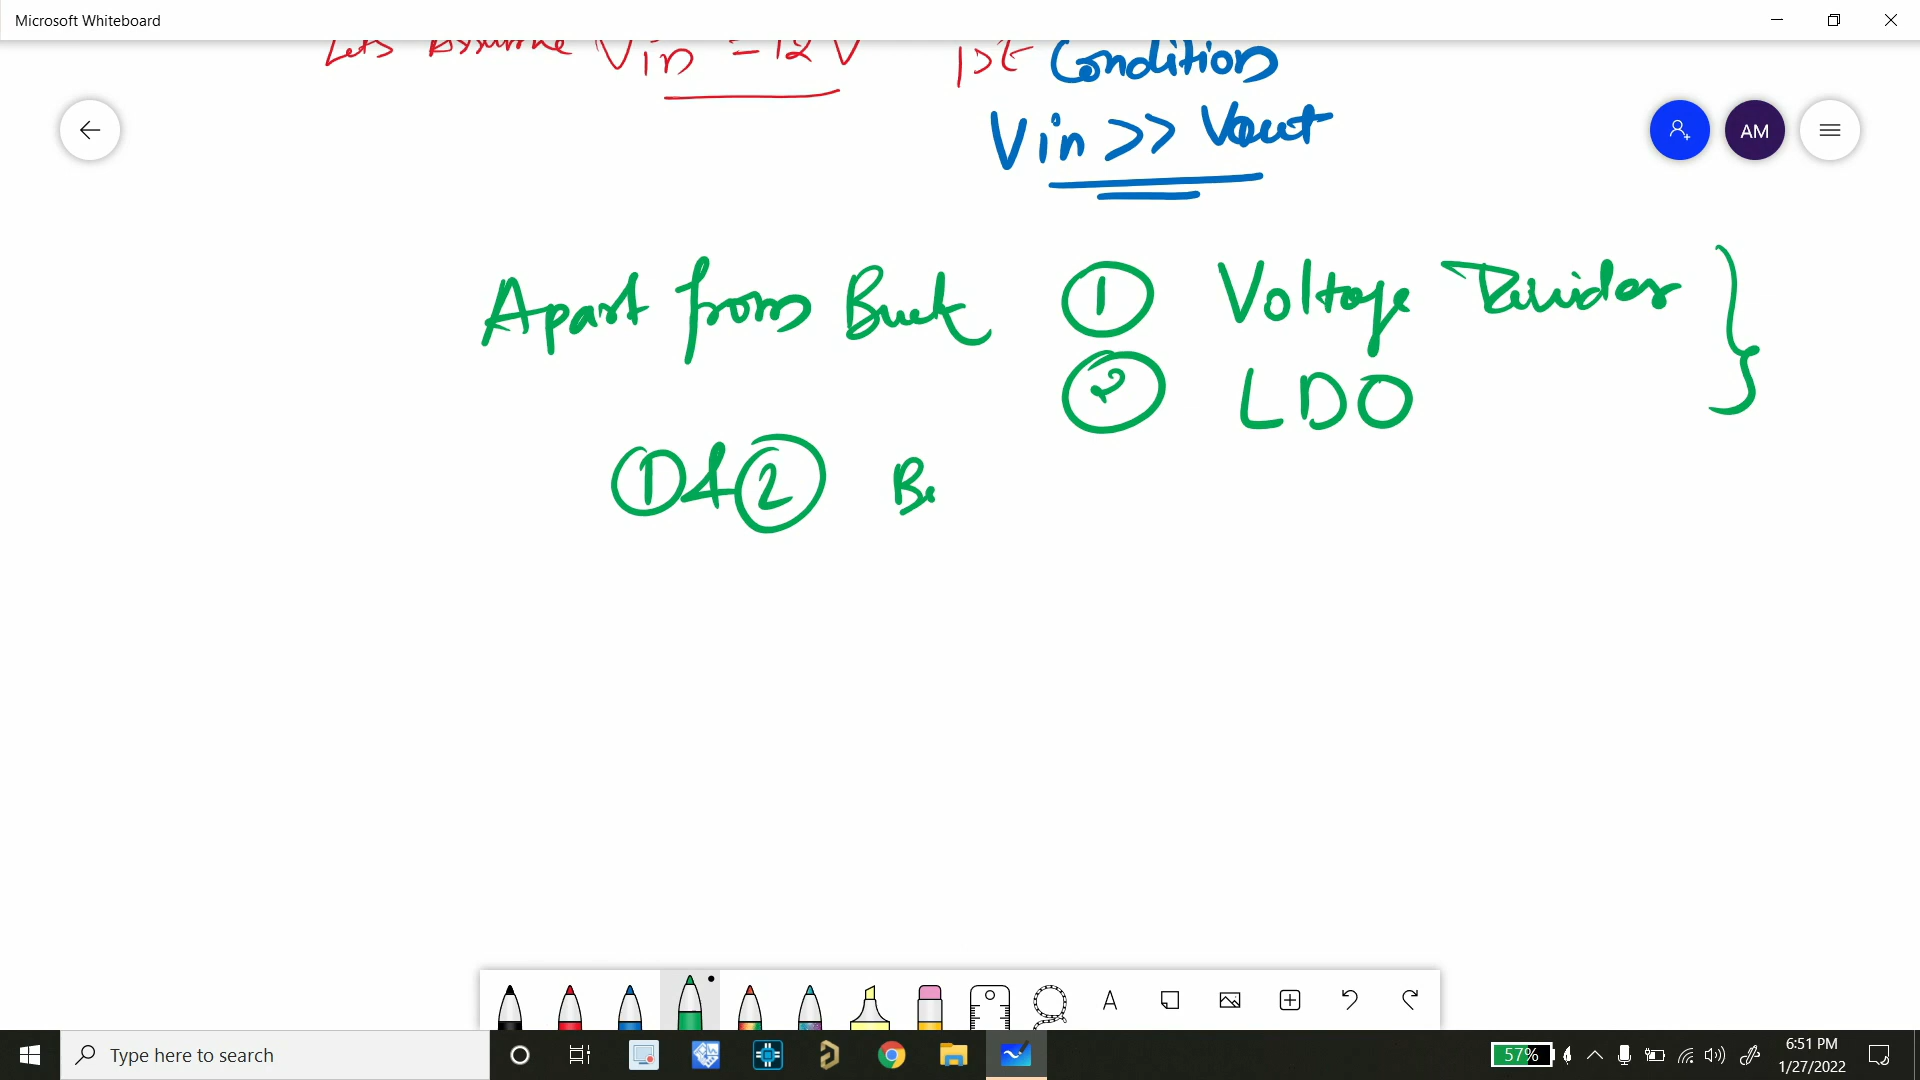 Microsoft Whiteboard
Lets Assume Vin = 12 V 1st Condition
Vin >> Vout
AM
Apart from Buck ① Voltage Divider
② LDO
① & ② Be
A
Type here to search
57%
6:51 PM
1/27/2022